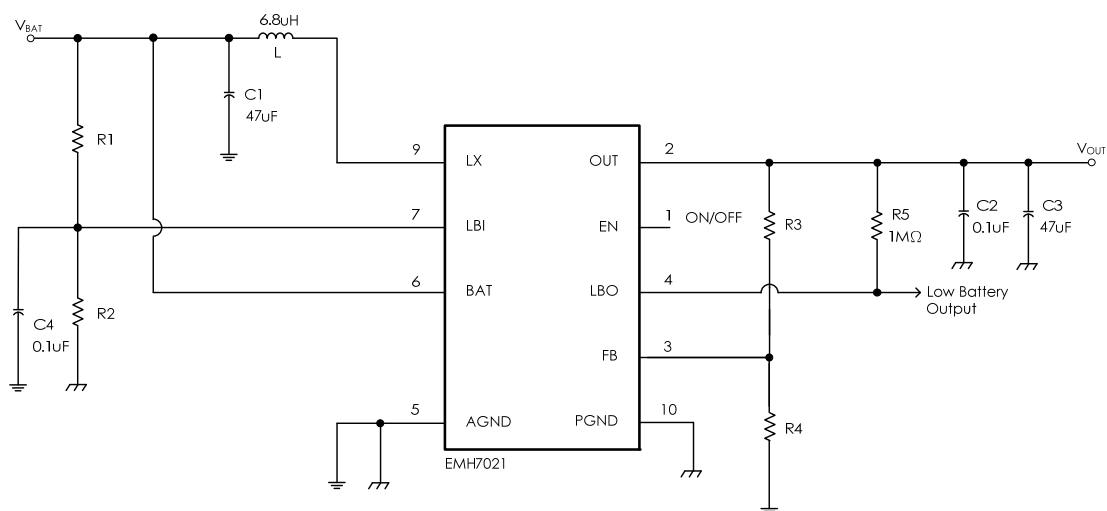 VBAT
6.8uH
L
C1
47uF
R1
9
LX
OUT
2
VOUT
7
LBI
EN
1
ON/OFF
R3
R5
1MΩ
C2
0.1uF
C3
47uF
6
BAT
LBO
4
Low Battery
Output
C4
0.1uF
R2
FB
3
5
AGND
PGND
10
R4
EMH7021